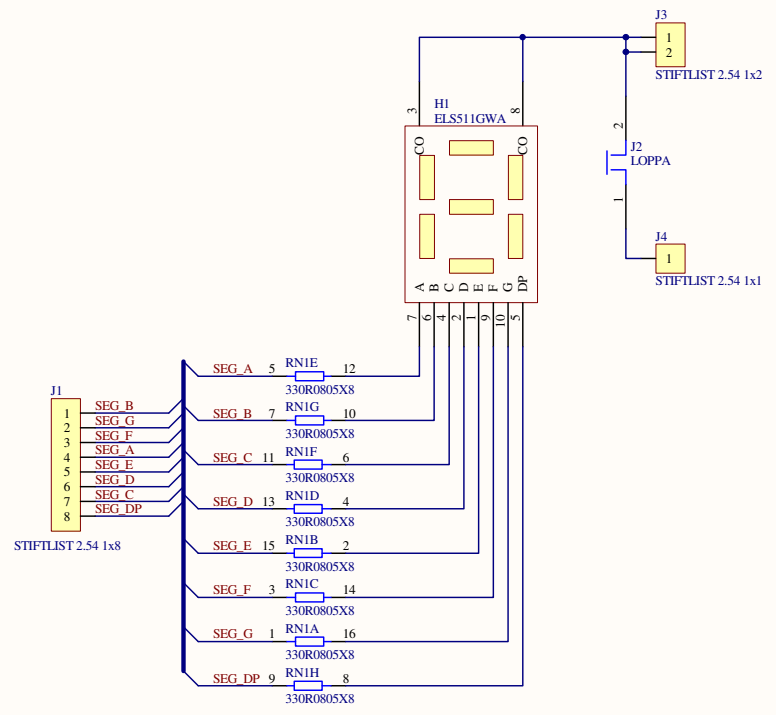 J3
1
2
STIFTLIST 2.54 1x2
H1
ELS511GWA
3
8
CO
CO
2
J2
LOPPA
1
J4
1
STIFTLIST 2.54 1x1
A
B
C
D
E
F
G
DP
7
6
4
2
1
9
10
5
J1
1
2
3
4
5
6
7
8
SEG_B
SEG_G
SEG_F
SEG_A
SEG_E
SEG_D
SEG_C
SEG_DP
STIFTLIST 2.54 1x8
RN1E
SEG_A 5 12
330R0805X8
RN1G
SEG_B 7 10
330R0805X8
RN1F
SEG_C 11 6
330R0805X8
RN1D
SEG_D 13 4
330R0805X8
RN1B
SEG_E 15 2
330R0805X8
RN1C
SEG_F 3 14
330R0805X8
RN1A
SEG_G 1 16
330R0805X8
RN1H
SEG_DP 9 8
330R0805X8